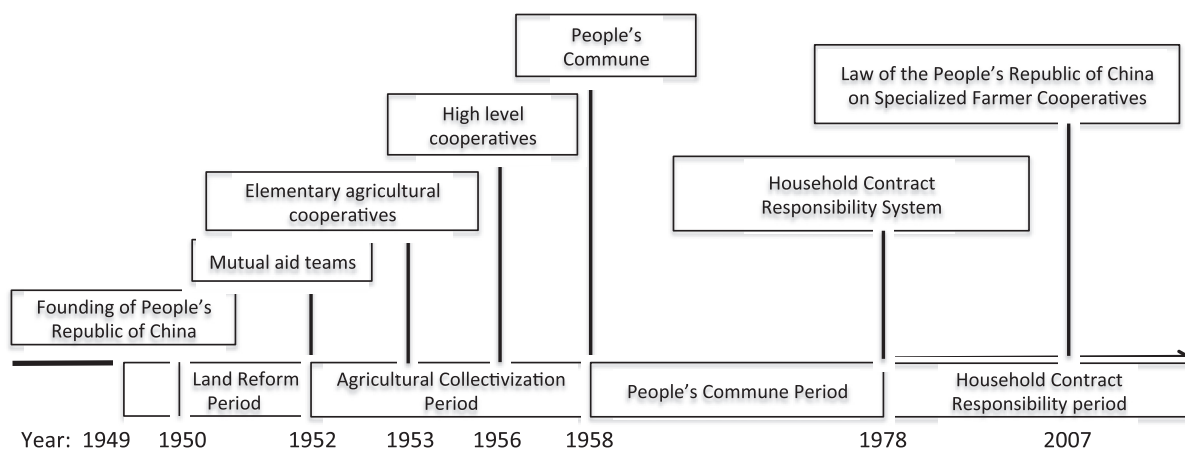 People's
Commune
Law of the People's Republic of China
on Specialized Farmer Cooperatives
High level
cooperatives
Household Contract
Responsibility System
Elementary agricultural
cooperatives
Mutual aid teams
Founding of People's
Republic of China
Land Reform
Period
Agricultural Collectivization
Period
People's Commune Period
Household Contract
Responsibility period
Year: 1949 1950 1952 1953 1956 1958 1978 2007